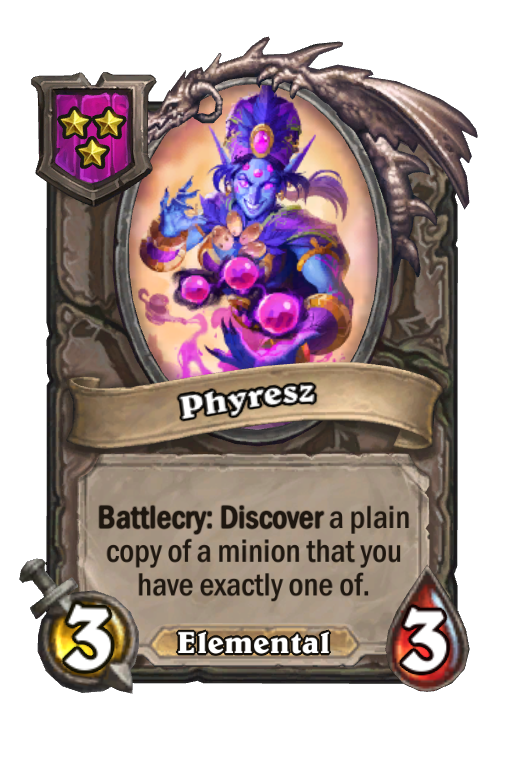 Phyresz
Battlecry: Discover a plain
copy of a minion that you
have exactly one of.
3
Elemental
3